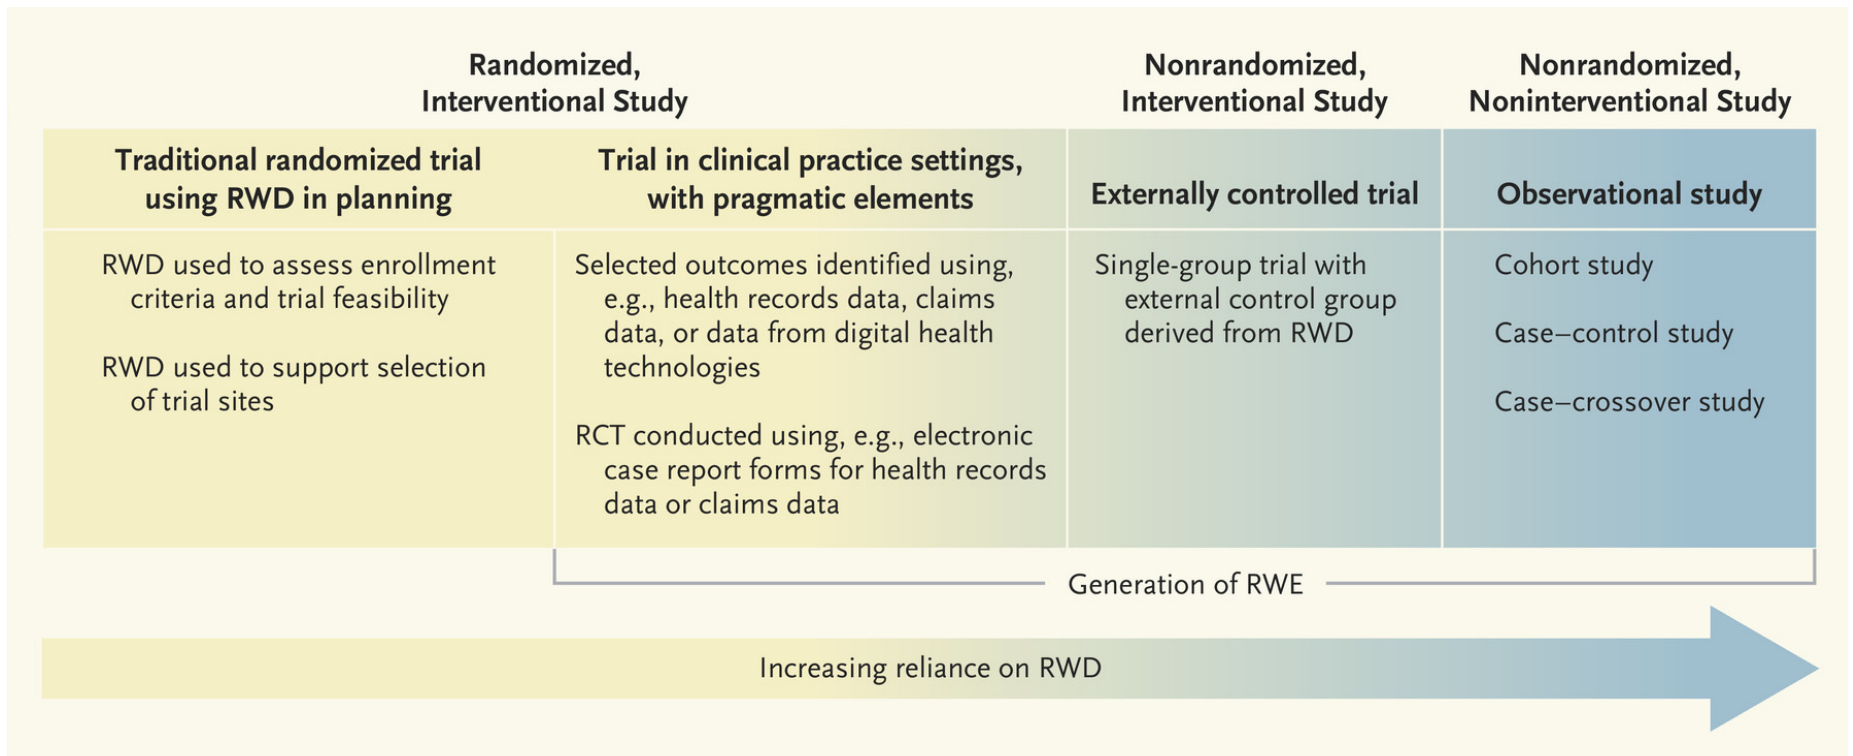 Randomized,
Interventional Study
Nonrandomized,
Interventional Study
Nonrandomized,
Noninterventional Study
Traditional randomized trial
using RWD in planning
Trial in clinical practice settings,
with pragmatic elements
Externally controlled trial
Observational study
RWD used to assess enrollment
criteria and trial feasibility
RWD used to support selection
of trial sites
Selected outcomes identified using,
e.g., health records data, claims
data, or data from digital health
technologies
RCT conducted using, e.g., electronic
case report forms for health records
data or claims data
Single-group trial with
external control group
derived from RWD
Cohort study
Case–control study
Case–crossover study
Generation of RWE
Increasing reliance on RWD